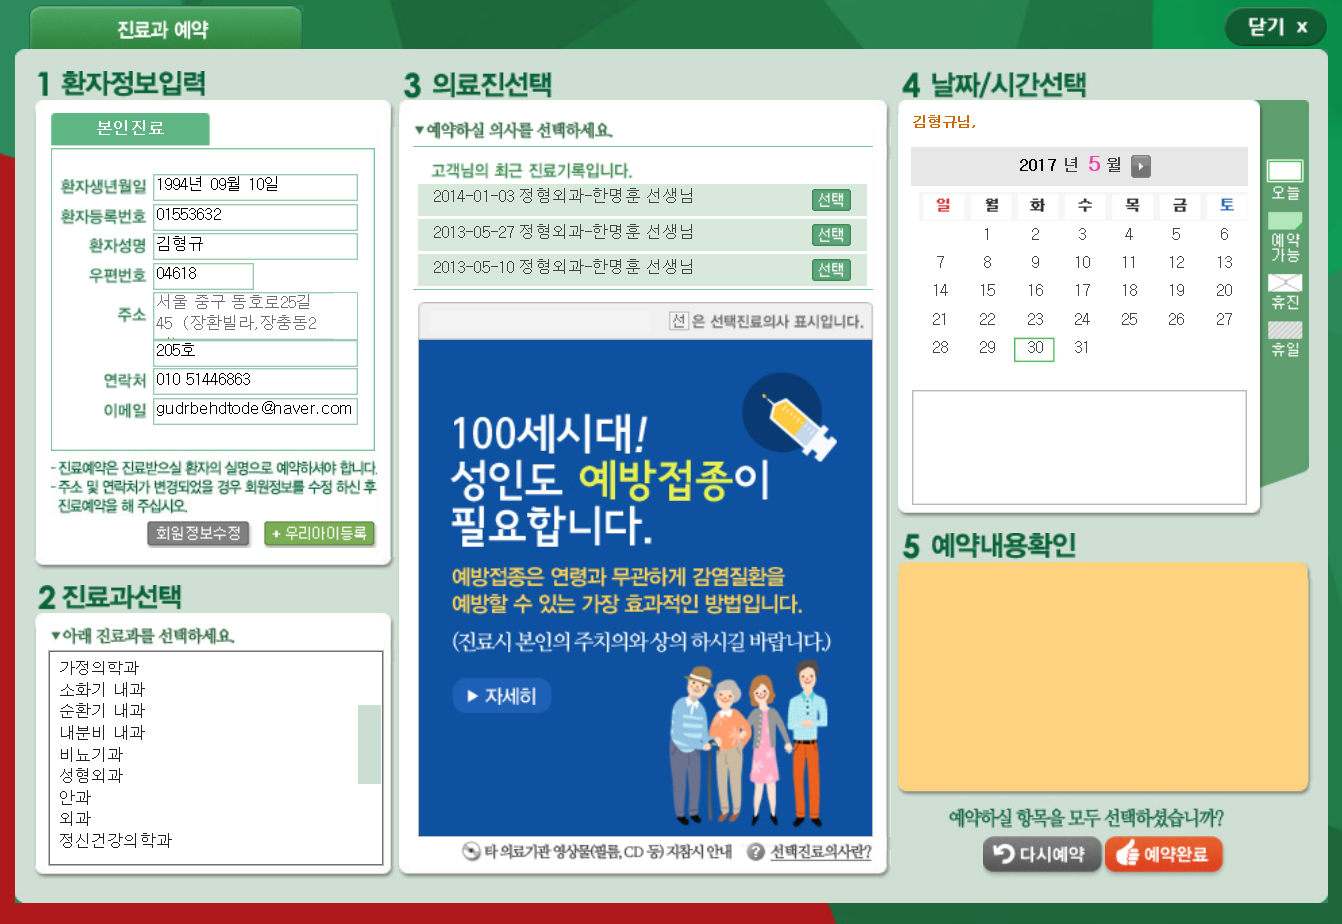 진료과 예약
닫기 x
1 환자정보입력
본인진료
환자생년월일 1994년 09월 10일
환자등록번호 01553632
환자성명 김형규
우편번호 04618
주소 서울 중구 동호로25길
45 (장환빌라,장충동2
205호
연락처 010 51446863
이메일 gudrbehdtode@naver.com
- 진료예약은 진료받으실 환자의 실명으로 예약하셔야 합니다.
- 주소 및 연락처가 변경되었을 경우 회원정보를 수정 하신 후
진료예약을 해 주십시오.
회원정보수정 + 우리아이등록
2 진료과선택
▼아래 진료과를 선택하세요.
가정의학과
소화기 내과
순환기 내과
내분비 내과
비뇨기과
성형외과
안과
외과
정신건강의학과
3 의료진선택
▼예약하실 의사를 선택하세요.
고객님의 최근 진료기록입니다.
2014-01-03 정형외과-한명훈 선생님 선택
2013-05-27 정형외과-한명훈 선생님 선택
2013-05-10 정형외과-한명훈 선생님 선택
선 은 선택진료의사 표시입니다.
100세시대!
성인도 예방접종이
필요합니다.
예방접종은 연령과 무관하게 감염질환을
예방할 수 있는 가장 효과적인 방법입니다.
(진료시 본인의 주치의와 상의 하시길 바랍니다.)
▶ 자세히
타 의료기관 영상물(필름, CD 등) 지참시 안내 ? 선택진료의사란?
4 날짜/시간선택
김형규님,
2017 년 5 월
일 월 화 수 목 금 토
1 2 3 4 5 6
7 8 9 10 11 12 13
14 15 16 17 18 19 20
21 22 23 24 25 26 27
28 29 30 31
오늘
예약
가능
휴진
휴일
5 예약내용확인
예약하실 항목을 모두 선택하셨습니까?
다시예약 예약완료